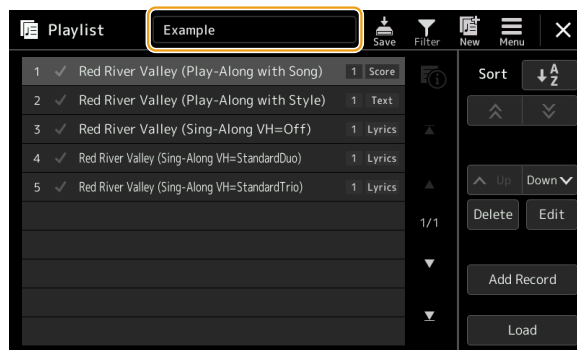 Playlist Example Save Filter New Menu
1 Red River Valley (Play-Along with Song) 1 Score
2 Red River Valley (Play-Along with Style) 1 Text
3 Red River Valley (Sing-Along VH=Off) 1 Lyrics
4 Red River Valley (Sing-Along VH=StandardDuo) 1 Lyrics
5 Red River Valley (Sing-Along VH=StandardTrio) 1 Lyrics
1/1
Sort A Z
Up Down
Delete Edit
Add Record
Load